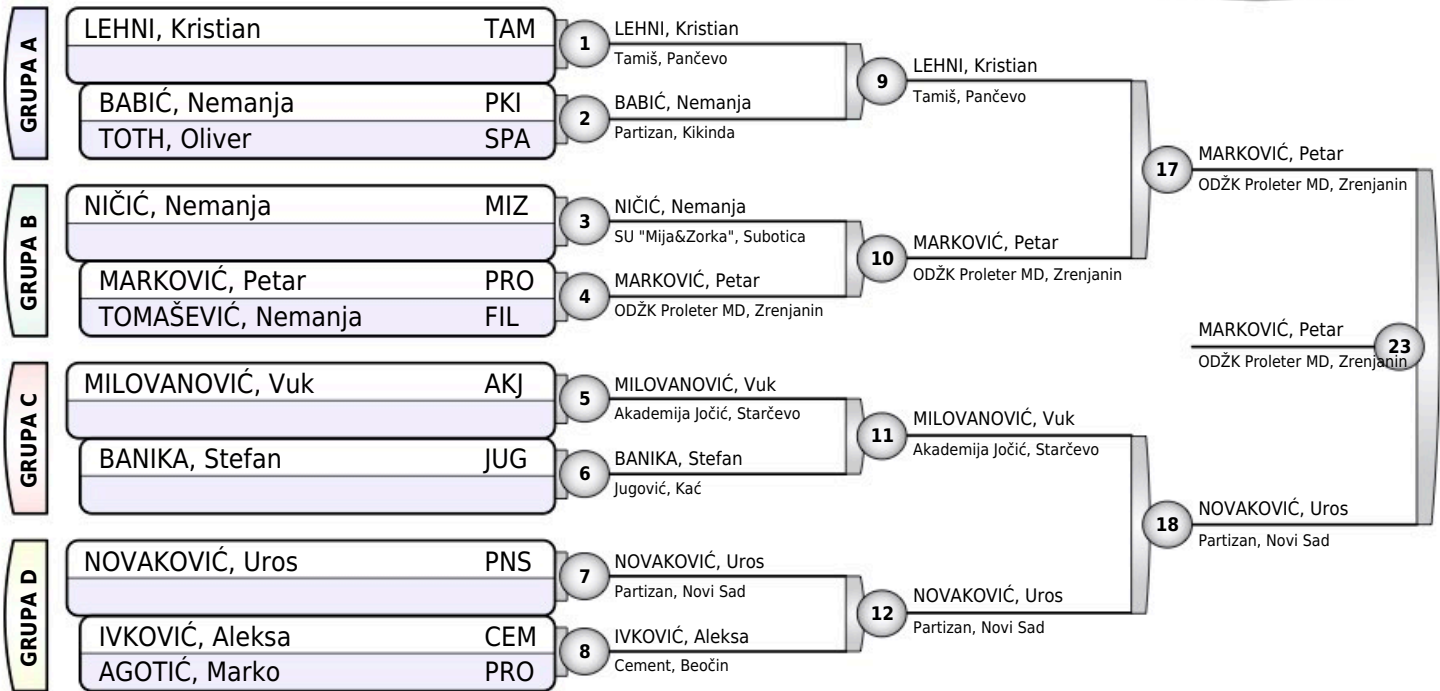 GRUPA A
LEHNI, Kristian TAM
BABIĆ, Nemanja PKI
TOTH, Oliver SPA
GRUPA B
NIČIĆ, Nemanja MIZ
MARKOVIĆ, Petar PRO
TOMAŠEVIĆ, Nemanja FIL
GRUPA C
MILOVANOVIĆ, Vuk AKJ
BANIKA, Stefan JUG
GRUPA D
NOVAKOVIĆ, Uros PNS
IVKOVIĆ, Aleksa CEM
AGOTIĆ, Marko PRO
1
LEHNI, Kristian
Tamiš, Pančevo
2
BABIĆ, Nemanja
Partizan, Kikinda
3
NIČIĆ, Nemanja
SU "Mija&Zorka", Subotica
4
MARKOVIĆ, Petar
ODŽK Proleter MD, Zrenjanin
5
MILOVANOVIĆ, Vuk
Akademija Jočić, Starčevo
6
BANIKA, Stefan
Jugović, Kać
7
NOVAKOVIĆ, Uros
Partizan, Novi Sad
8
IVKOVIĆ, Aleksa
Cement, Beočin
9
LEHNI, Kristian
Tamiš, Pančevo
10
MARKOVIĆ, Petar
ODŽK Proleter MD, Zrenjanin
11
MILOVANOVIĆ, Vuk
Akademija Jočić, Starčevo
12
NOVAKOVIĆ, Uros
Partizan, Novi Sad
17
MARKOVIĆ, Petar
ODŽK Proleter MD, Zrenjanin
18
NOVAKOVIĆ, Uros
Partizan, Novi Sad
MARKOVIĆ, Petar
ODŽK Proleter MD, Zrenjanin
23